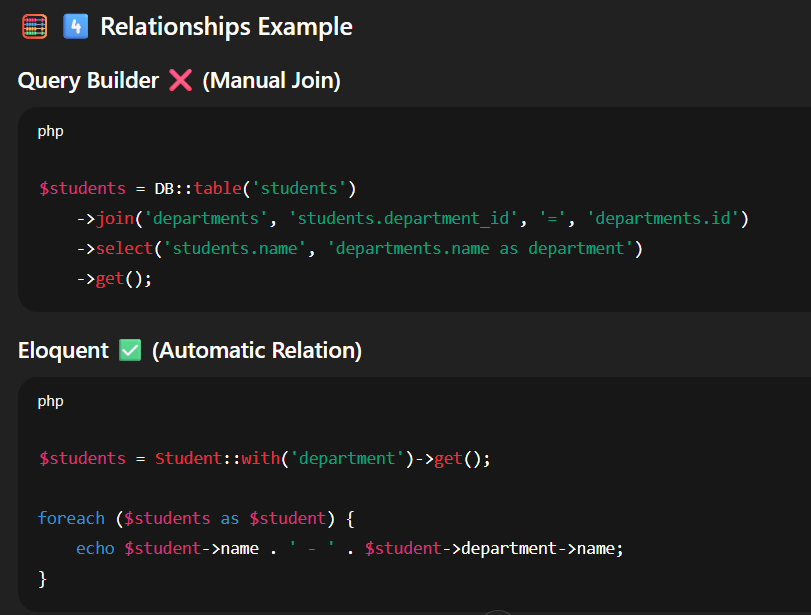 🧮 4️⃣ Relationships Example
Query Builder ❌ (Manual Join)
php
$students = DB::table('students')
    ->join('departments', 'students.department_id', '=', 'departments.id')
    ->select('students.name', 'departments.name as department')
    ->get();
Eloquent ✅ (Automatic Relation)
php
$students = Student::with('department')->get();
foreach ($students as $student) {
    echo $student->name . ' - ' . $student->department->name;
}